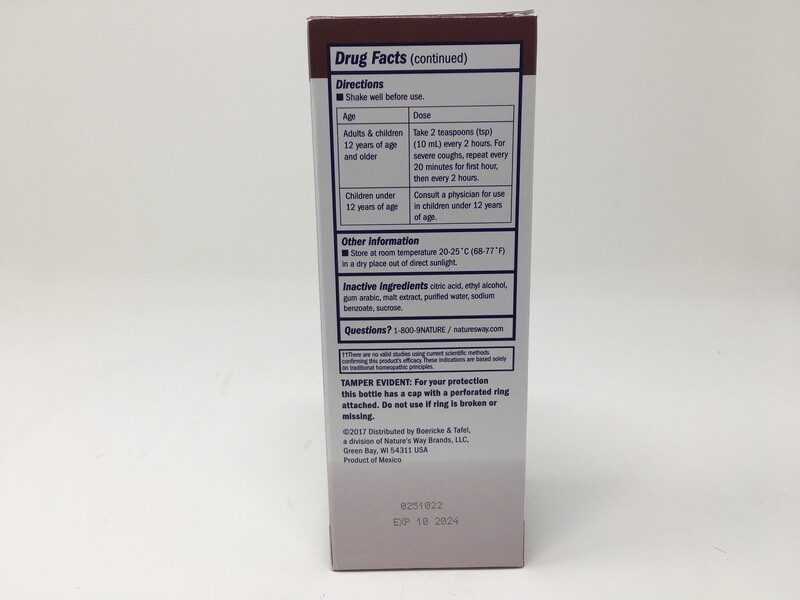 Drug Facts (continued)
Directions
■ Shake well before use.
Age Dose
Adults & children
12 years of age
and older
Take 2 teaspoons (tsp)
(10 mL) every 2 hours. For
severe coughs, repeat every
20 minutes for first hour,
then every 2 hours.
Children under
12 years of age
Consult a physician for use
in children under 12 years
of age.
Other information
■ Store at room temperature 20-25˚C (68-77˚F)
in a dry place out of direct sunlight.
Inactive ingredients citric acid, ethyl alcohol,
gum arabic, malt extract, purified water, sodium
benzoate, sucrose.
Questions? 1-800-9NATURE / naturesway.com
††There are no valid studies using current scientific methods
confirming this product's efficacy. These indications are based solely
on traditional homeopathic principles.
TAMPER EVIDENT: For your protection
this bottle has a cap with a perforated ring
attached. Do not use if ring is broken or
missing.
©2017 Distributed by Boericke & Tafel,
a division of Nature's Way Brands, LLC,
Green Bay, WI 54311 USA
Product of Mexico
0251022
EXP 10 2024